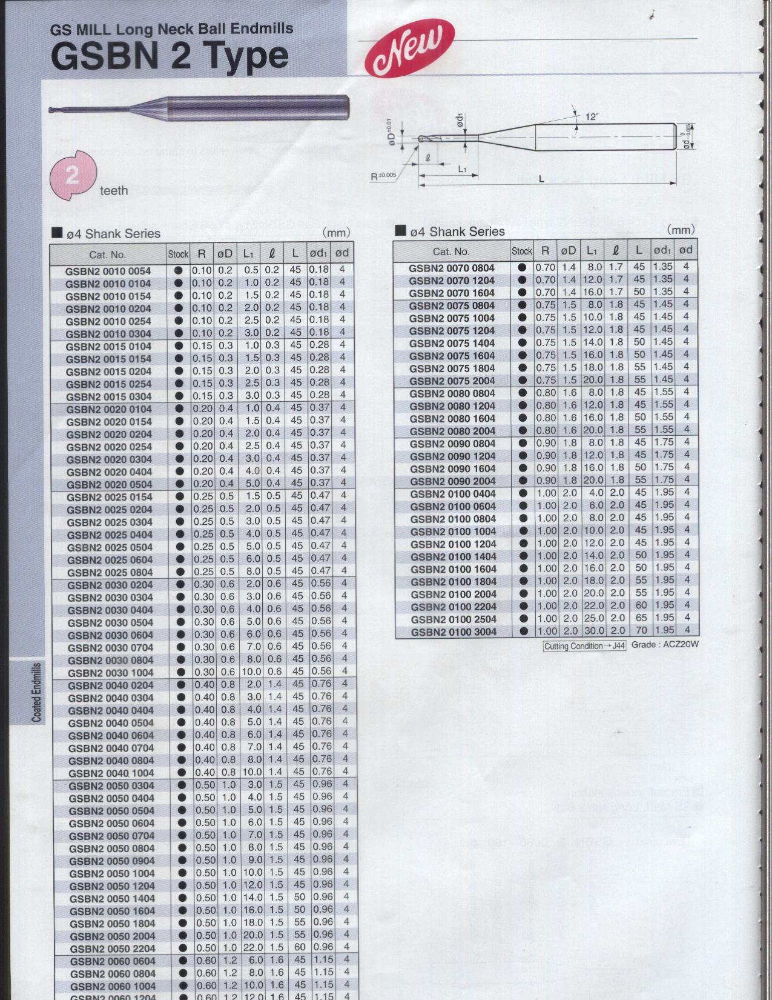 GS MILL Long Neck Ball Endmills
GSBN 2 Type
New
12°
øD±0.01
ød1
ød 0 -0.005
ℓ
L1
R±0.005
L
2
teeth
ø4 Shank Series (mm)
Cat. No. Stock R øD L1 ℓ L ød1 ød
GSBN2 0010 0054 ● 0.10 0.2 0.5 0.2 45 0.18 4
GSBN2 0010 0104 ● 0.10 0.2 1.0 0.2 45 0.18 4
GSBN2 0010 0154 ● 0.10 0.2 1.5 0.2 45 0.18 4
GSBN2 0010 0204 ● 0.10 0.2 2.0 0.2 45 0.18 4
GSBN2 0010 0254 ● 0.10 0.2 2.5 0.2 45 0.18 4
GSBN2 0010 0304 ● 0.10 0.2 3.0 0.2 45 0.18 4
GSBN2 0015 0104 ● 0.15 0.3 1.0 0.3 45 0.28 4
GSBN2 0015 0154 ● 0.15 0.3 1.5 0.3 45 0.28 4
GSBN2 0015 0204 ● 0.15 0.3 2.0 0.3 45 0.28 4
GSBN2 0015 0254 ● 0.15 0.3 2.5 0.3 45 0.28 4
GSBN2 0015 0304 ● 0.15 0.3 3.0 0.3 45 0.28 4
GSBN2 0020 0104 ● 0.20 0.4 1.0 0.4 45 0.37 4
GSBN2 0020 0154 ● 0.20 0.4 1.5 0.4 45 0.37 4
GSBN2 0020 0204 ● 0.20 0.4 2.0 0.4 45 0.37 4
GSBN2 0020 0254 ● 0.20 0.4 2.5 0.4 45 0.37 4
GSBN2 0020 0304 ● 0.20 0.4 3.0 0.4 45 0.37 4
GSBN2 0020 0404 ● 0.20 0.4 4.0 0.4 45 0.37 4
GSBN2 0020 0504 ● 0.20 0.4 5.0 0.4 45 0.37 4
GSBN2 0025 0154 ● 0.25 0.5 1.5 0.5 45 0.47 4
GSBN2 0025 0204 ● 0.25 0.5 2.0 0.5 45 0.47 4
GSBN2 0025 0304 ● 0.25 0.5 3.0 0.5 45 0.47 4
GSBN2 0025 0404 ● 0.25 0.5 4.0 0.5 45 0.47 4
GSBN2 0025 0504 ● 0.25 0.5 5.0 0.5 45 0.47 4
GSBN2 0025 0604 ● 0.25 0.5 6.0 0.5 45 0.47 4
GSBN2 0025 0804 ● 0.25 0.5 8.0 0.5 45 0.47 4
GSBN2 0030 0204 ● 0.30 0.6 2.0 0.6 45 0.56 4
GSBN2 0030 0304 ● 0.30 0.6 3.0 0.6 45 0.56 4
GSBN2 0030 0404 ● 0.30 0.6 4.0 0.6 45 0.56 4
GSBN2 0030 0504 ● 0.30 0.6 5.0 0.6 45 0.56 4
GSBN2 0030 0604 ● 0.30 0.6 6.0 0.6 45 0.56 4
GSBN2 0030 0704 ● 0.30 0.6 7.0 0.6 45 0.56 4
GSBN2 0030 0804 ● 0.30 0.6 8.0 0.6 45 0.56 4
GSBN2 0030 1004 ● 0.30 0.6 10.0 0.6 45 0.56 4
GSBN2 0040 0204 ● 0.40 0.8 2.0 1.4 45 0.76 4
GSBN2 0040 0304 ● 0.40 0.8 3.0 1.4 45 0.76 4
GSBN2 0040 0404 ● 0.40 0.8 4.0 1.4 45 0.76 4
GSBN2 0040 0504 ● 0.40 0.8 5.0 1.4 45 0.76 4
GSBN2 0040 0604 ● 0.40 0.8 6.0 1.4 45 0.76 4
GSBN2 0040 0704 ● 0.40 0.8 7.0 1.4 45 0.76 4
GSBN2 0040 0804 ● 0.40 0.8 8.0 1.4 45 0.76 4
GSBN2 0040 1004 ● 0.40 0.8 10.0 1.4 45 0.76 4
GSBN2 0050 0304 ● 0.50 1.0 3.0 1.5 45 0.96 4
GSBN2 0050 0404 ● 0.50 1.0 4.0 1.5 45 0.96 4
GSBN2 0050 0504 ● 0.50 1.0 5.0 1.5 45 0.96 4
GSBN2 0050 0604 ● 0.50 1.0 6.0 1.5 45 0.96 4
GSBN2 0050 0704 ● 0.50 1.0 7.0 1.5 45 0.96 4
GSBN2 0050 0804 ● 0.50 1.0 8.0 1.5 45 0.96 4
GSBN2 0050 0904 ● 0.50 1.0 9.0 1.5 45 0.96 4
GSBN2 0050 1004 ● 0.50 1.0 10.0 1.5 45 0.96 4
GSBN2 0050 1204 ● 0.50 1.0 12.0 1.5 45 0.96 4
GSBN2 0050 1404 ● 0.50 1.0 14.0 1.5 50 0.96 4
GSBN2 0050 1604 ● 0.50 1.0 16.0 1.5 50 0.96 4
GSBN2 0050 1804 ● 0.50 1.0 18.0 1.5 55 0.96 4
GSBN2 0050 2004 ● 0.50 1.0 20.0 1.5 55 0.96 4
GSBN2 0050 2204 ● 0.50 1.0 22.0 1.5 60 0.96 4
GSBN2 0060 0604 ● 0.60 1.2 6.0 1.6 45 1.15 4
GSBN2 0060 0804 ● 0.60 1.2 8.0 1.6 45 1.15 4
GSBN2 0060 1004 ● 0.60 1.2 10.0 1.6 45 1.15 4
GSBN2 0060 1204 ● 0.60 1.2 12.0 1.6 45 1.15 4
ø4 Shank Series (mm)
Cat. No. Stock R øD L1 ℓ L ød1 ød
GSBN2 0070 0804 ● 0.70 1.4 8.0 1.7 45 1.35 4
GSBN2 0070 1204 ● 0.70 1.4 12.0 1.7 45 1.35 4
GSBN2 0070 1604 ● 0.70 1.4 16.0 1.7 50 1.35 4
GSBN2 0075 0804 ● 0.75 1.5 8.0 1.8 45 1.45 4
GSBN2 0075 1004 ● 0.75 1.5 10.0 1.8 45 1.45 4
GSBN2 0075 1204 ● 0.75 1.5 12.0 1.8 45 1.45 4
GSBN2 0075 1404 ● 0.75 1.5 14.0 1.8 50 1.45 4
GSBN2 0075 1604 ● 0.75 1.5 16.0 1.8 50 1.45 4
GSBN2 0075 1804 ● 0.75 1.5 18.0 1.8 55 1.45 4
GSBN2 0075 2004 ● 0.75 1.5 20.0 1.8 55 1.45 4
GSBN2 0080 0804 ● 0.80 1.6 8.0 1.8 45 1.55 4
GSBN2 0080 1204 ● 0.80 1.6 12.0 1.8 45 1.55 4
GSBN2 0080 1604 ● 0.80 1.6 16.0 1.8 50 1.55 4
GSBN2 0080 2004 ● 0.80 1.6 20.0 1.8 55 1.55 4
GSBN2 0090 0804 ● 0.90 1.8 8.0 1.8 45 1.75 4
GSBN2 0090 1204 ● 0.90 1.8 12.0 1.8 45 1.75 4
GSBN2 0090 1604 ● 0.90 1.8 16.0 1.8 50 1.75 4
GSBN2 0090 2004 ● 0.90 1.8 20.0 1.8 55 1.75 4
GSBN2 0100 0404 ● 1.00 2.0 4.0 2.0 45 1.95 4
GSBN2 0100 0604 ● 1.00 2.0 6.0 2.0 45 1.95 4
GSBN2 0100 0804 ● 1.00 2.0 8.0 2.0 45 1.95 4
GSBN2 0100 1004 ● 1.00 2.0 10.0 2.0 45 1.95 4
GSBN2 0100 1204 ● 1.00 2.0 12.0 2.0 45 1.95 4
GSBN2 0100 1404 ● 1.00 2.0 14.0 2.0 50 1.95 4
GSBN2 0100 1604 ● 1.00 2.0 16.0 2.0 50 1.95 4
GSBN2 0100 1804 ● 1.00 2.0 18.0 2.0 55 1.95 4
GSBN2 0100 2004 ● 1.00 2.0 20.0 2.0 55 1.95 4
GSBN2 0100 2204 ● 1.00 2.0 22.0 2.0 60 1.95 4
GSBN2 0100 2504 ● 1.00 2.0 25.0 2.0 65 1.95 4
GSBN2 0100 3004 ● 1.00 2.0 30.0 2.0 70 1.95 4
Cutting Condition→J44 Grade : ACZ20W
Coated Endmills